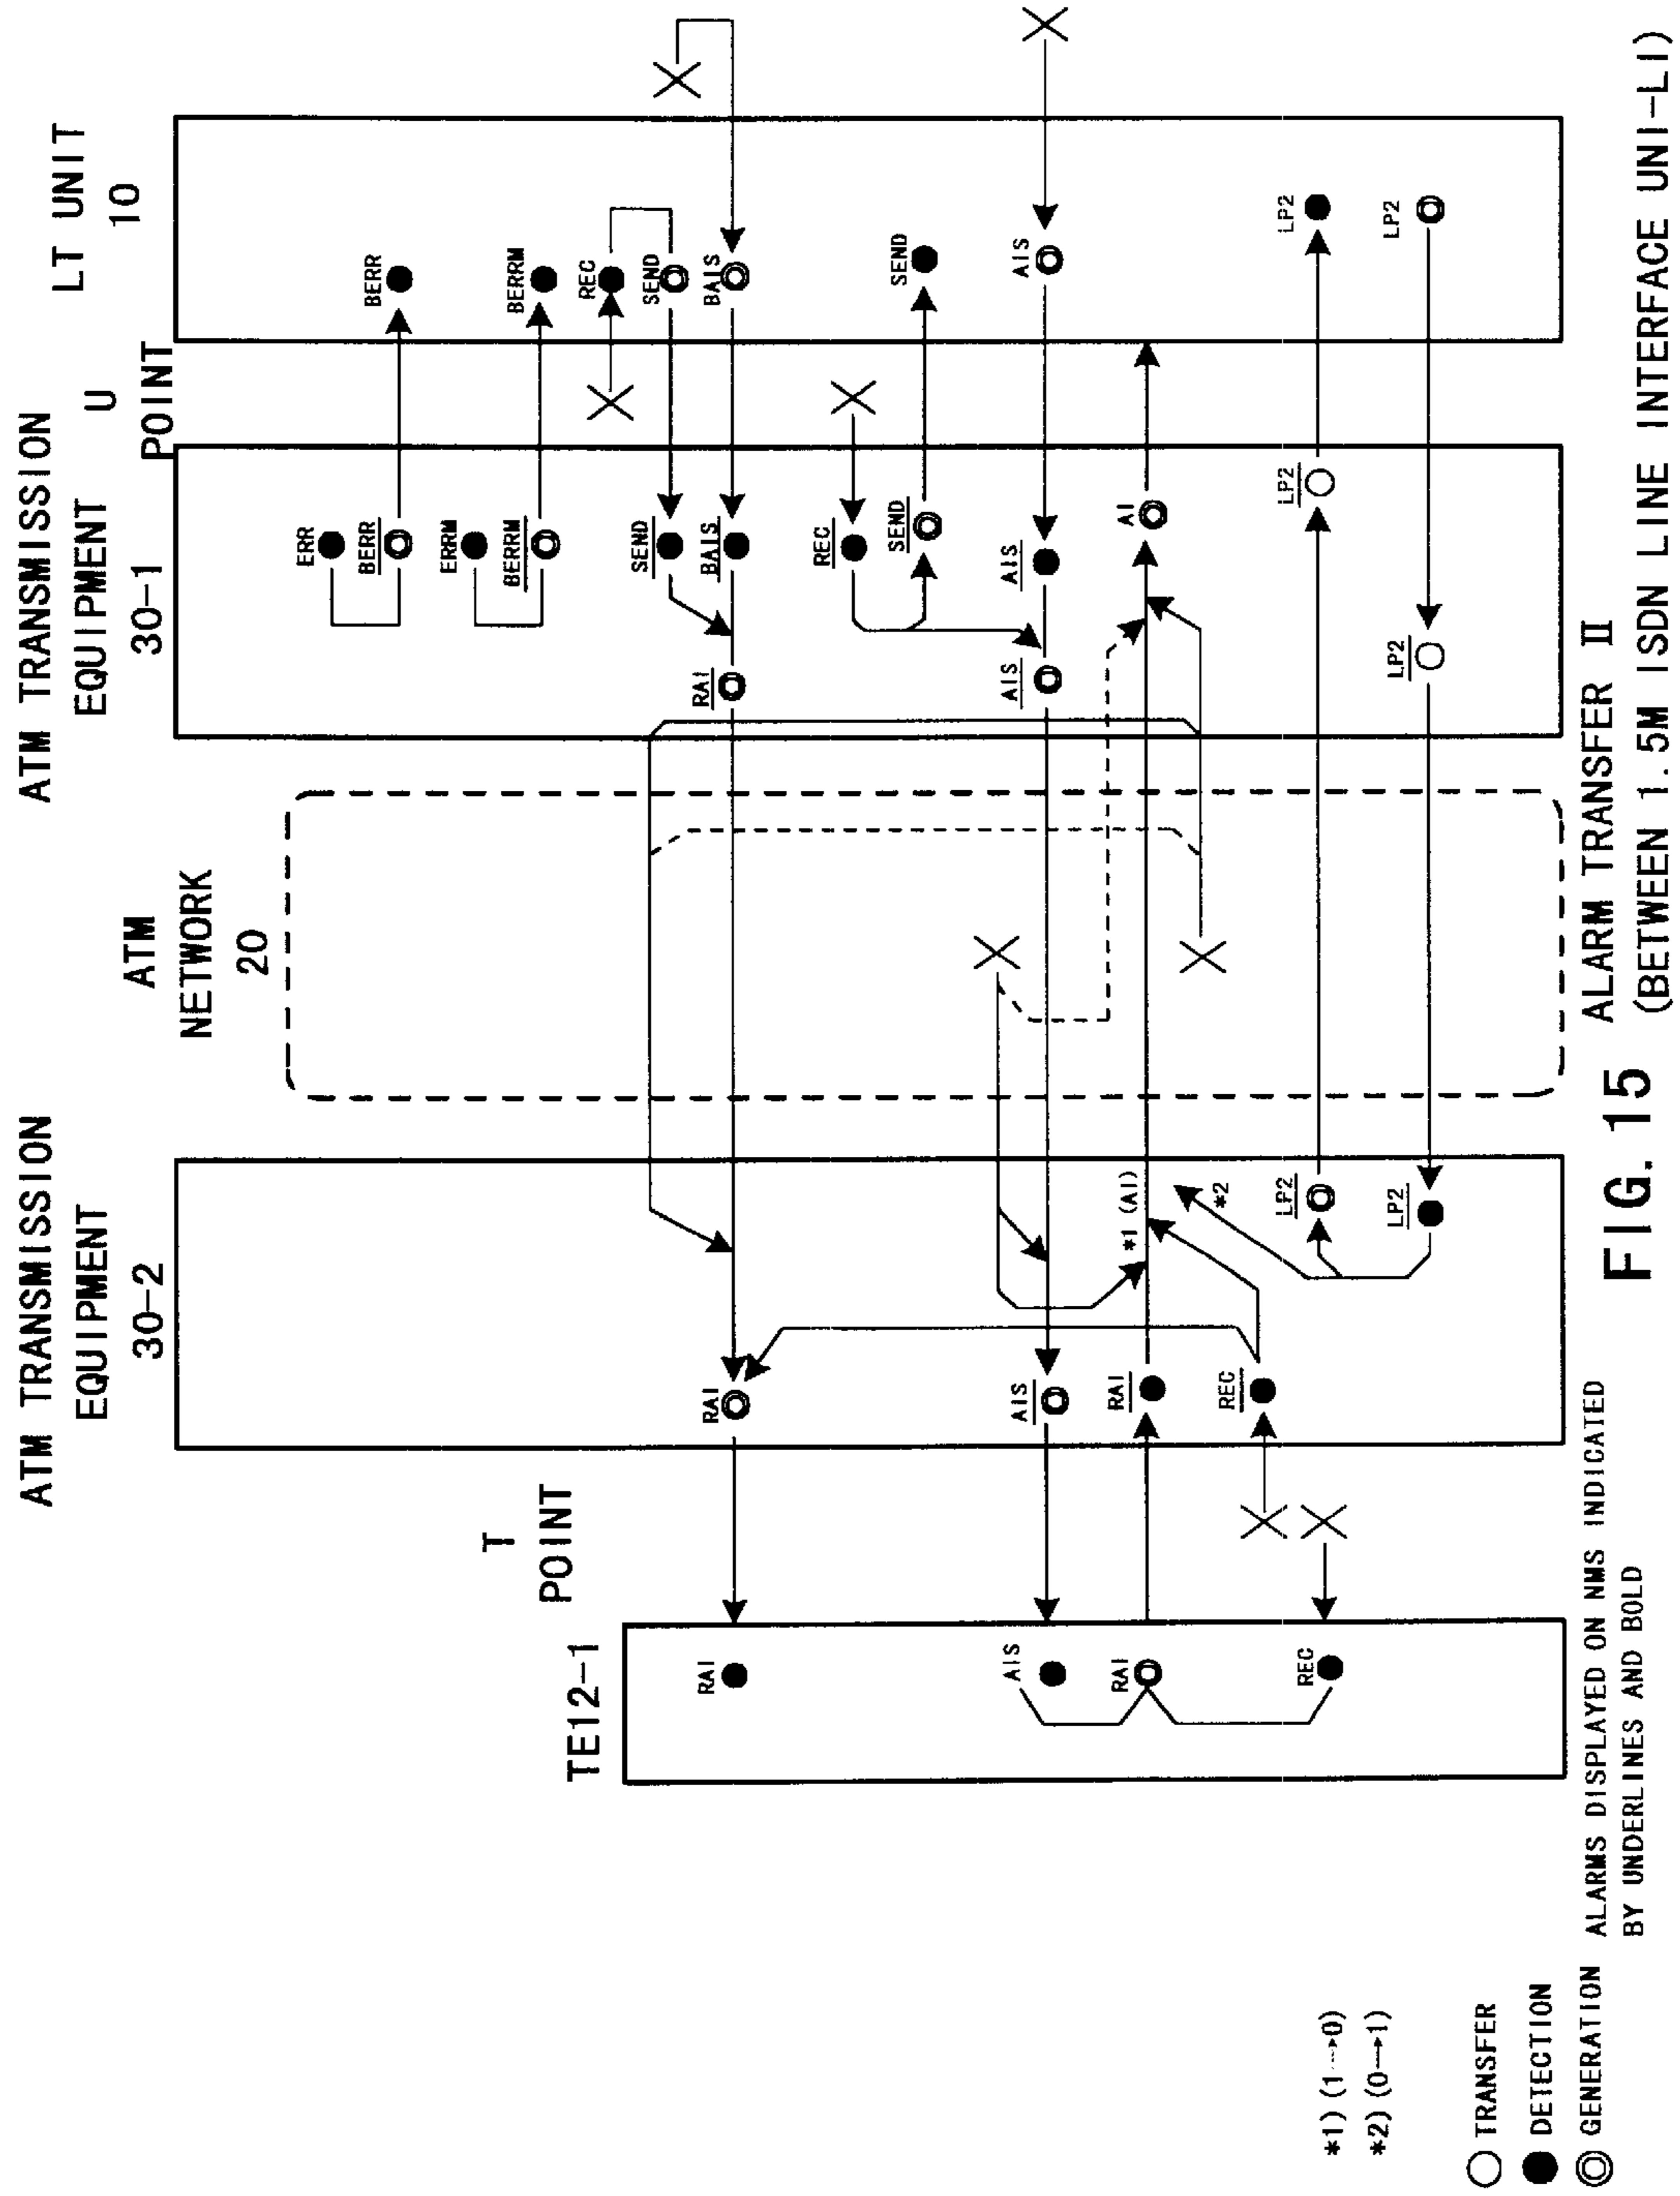 ATM TRANSMISSION
EQUIPMENT
30-2
ATM
NETWORK
20
ATM TRANSMISSION
EQUIPMENT
30-1
U
POINT
LT UNIT
10
T
POINT
TE12-1
RAI
AIS
RAI
REC
RAI
AIS
RAI
REC
*1 (AI)
*2
LP2
LP2
ERR
BERR
ERRM
BERRM
SEND
BAIS
RAI
REC
SEND
AIS
AIS
AI
LP2
LP2
BERR
BERRM
REC
SEND
BAIS
SEND
AIS
LP2
LP2
*1) (1→0)
*2) (0→1)
○ TRANSFER
● DETECTION
◎ GENERATION
ALARMS DISPLAYED ON NMS INDICATED
BY UNDERLINES AND BOLD
FIG. 15
ALARM TRANSFER II
(BETWEEN 1.5M ISDN LINE INTERFACE UNI-LI)